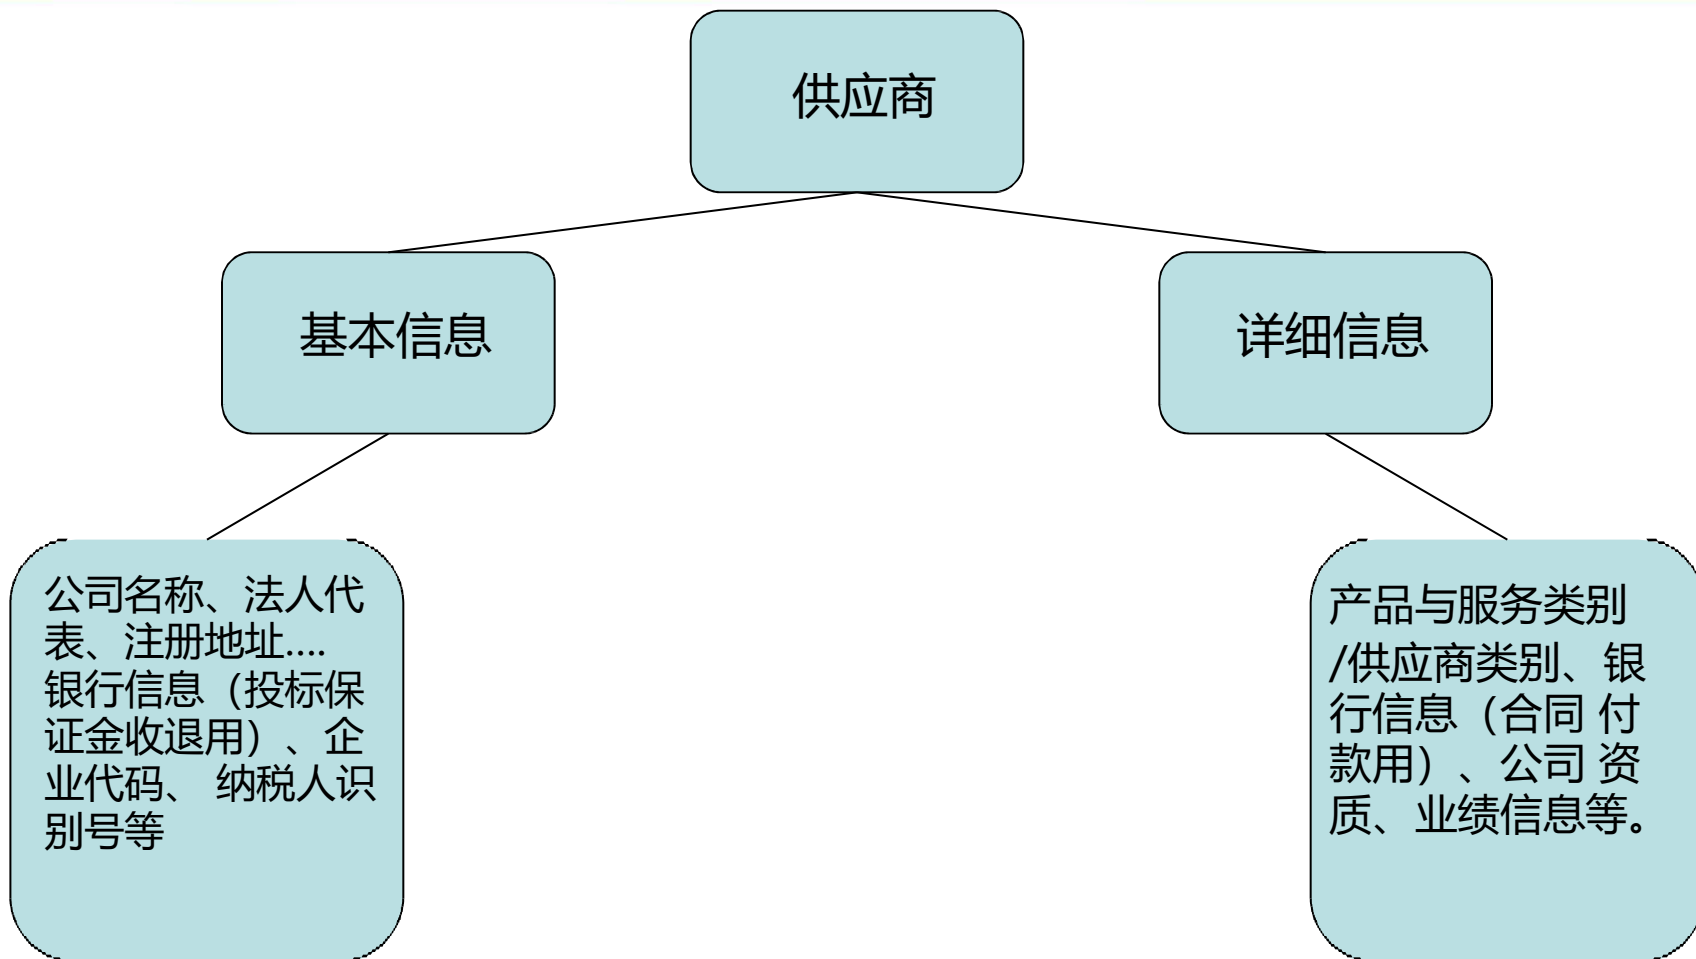 供应商
基本信息
详细信息
公司名称、法人代
表、注册地址....
银行信息（投标保
证金收退用）、企
业代码、 纳税人识
别号等
产品与服务类别
/供应商类别、银
行信息（合同 付
款用）、公司 资
质、业绩信息等。